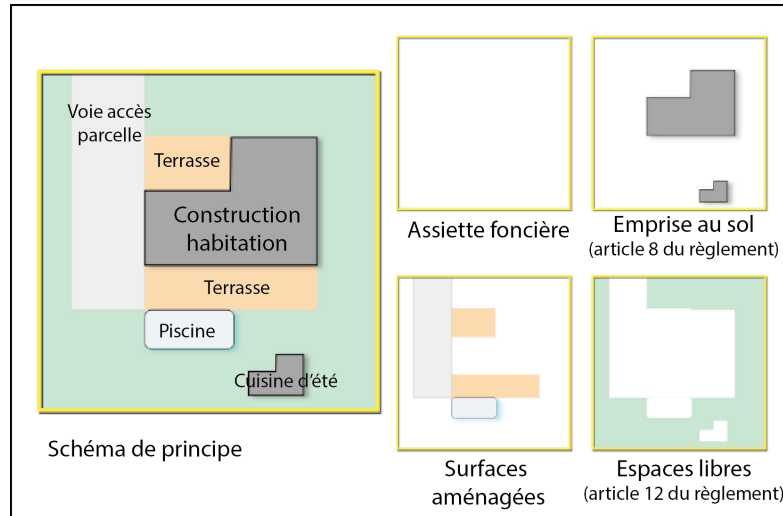 Voie accès
parcelle
Terrasse
Construction
habitation
Terrasse
Piscine
Cuisine d'été
Schéma de principe
Assiette foncière
Emprise au sol
(article 8 du règlement)
Surfaces
aménagées
Espaces libres
(article 12 du règlement)